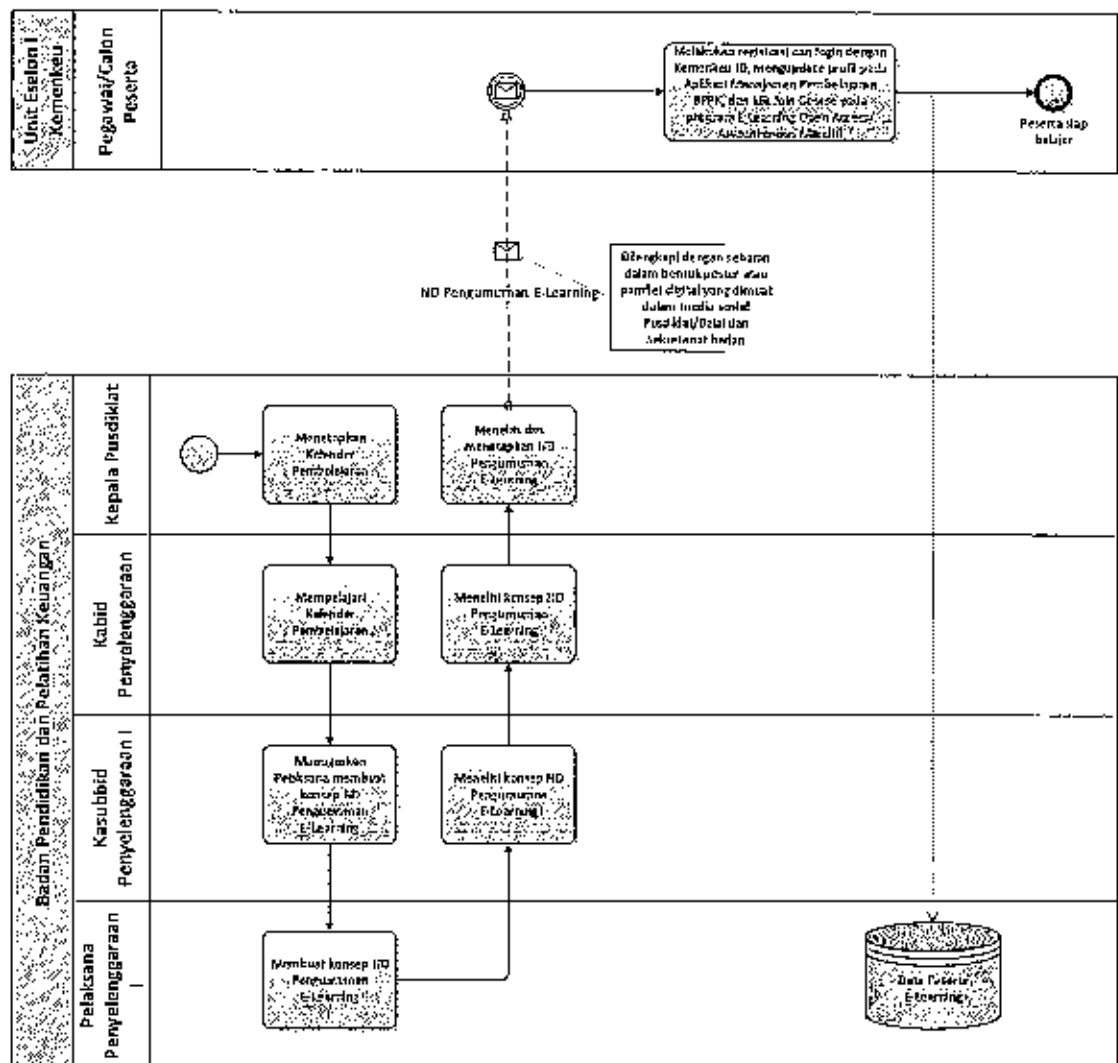 Unit Eselon I
Kemenkeu
Pegawai/Calon
Peserta
Melakukan registrasi dan login dengan
Kemenkeu ID, mengupdate profil pada
Aplikasi Manajemen Pembelajaran
BPPK, dan klik Join Course pada
program E-Learning Open Access/
Peserta siap
belajar
ND Pengumuman E-Learning
Dilengkapi dengan sebaran
dalam bentuk poster atau
pamflet digital yang dimuat
dalam media sosial
Pusdiklat/Balai dan
Sekretariat badan
Badan Pendidikan dan Pelatihan Keuangan
Kepala Pusdiklat
Menetapkan
Kalender
Pembelajaran
Meneliti dan
menetapkan ND
Pengumuman
E-Learning
Kabid
Penyelenggaraan
Mempelajari
Kalender
Pembelajaran
Meneliti konsep ND
Pengumuman
E-Learning
Kasubbid
Penyelenggaraan I
Menugaskan
Pelaksana membuat
konsep ND
Pengumuman
E-Learning
Meneliti konsep ND
Pengumuman
E-Learning
Pelaksana
Penyelenggaraan
I
Membuat konsep ND
Pengumuman
E-Learning
Data Peserta
E-Learning